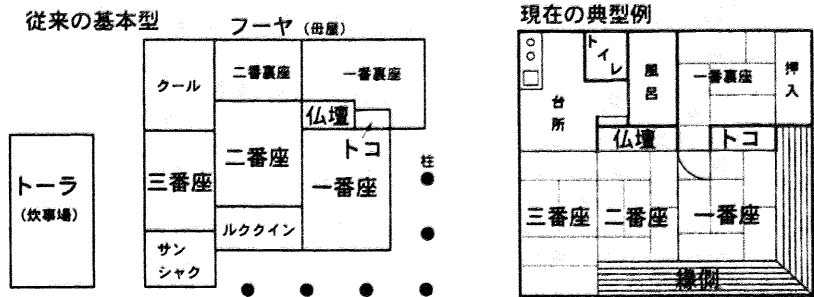 従来の基本型
フーヤ (母屋)
クール
二番裏座
一番裏座
仏壇
トコ
トーラ
(炊事場)
三番座
二番座
一番座
柱
ルククイン
サン
シャク
現在の典型例
トイレ
風呂
一番裏座
押入
台所
仏壇
トコ
三番座
二番座
一番座
縁側